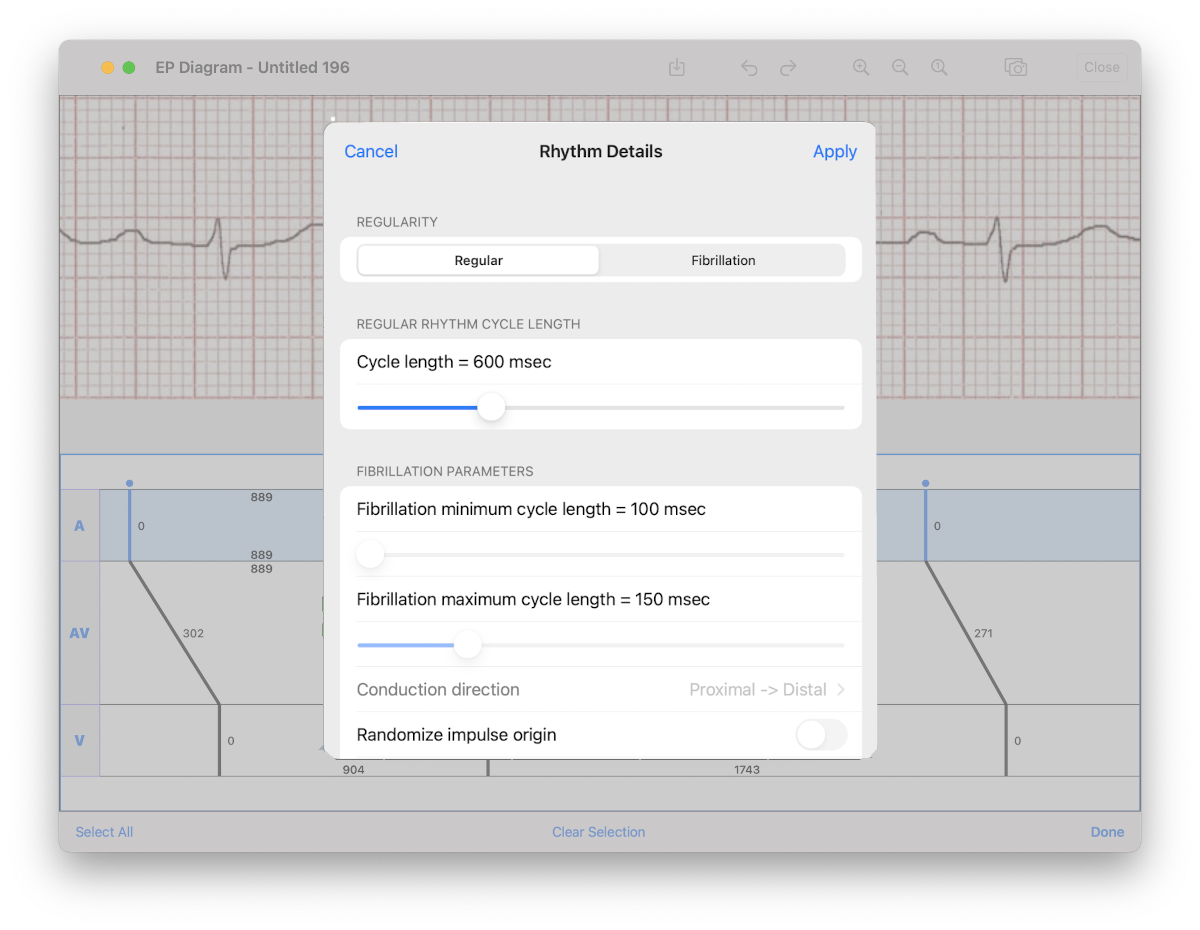 EP Diagram - Untitled 196
1
Close
Cancel
Rhythm Details
Apply
REGULARITY
Regular
Fibrillation
REGULAR RHYTHM CYCLE LENGTH
Cycle length = 600 msec
FIBRILLATION PARAMETERS
Fibrillation minimum cycle length = 100 msec
Fibrillation maximum cycle length = 150 msec
Conduction direction
Proximal -> Distal
Randomize impulse origin
889
A
0
0
889
889
AV
302
271
V
0
0
904
1743
Select All
Clear Selection
Done